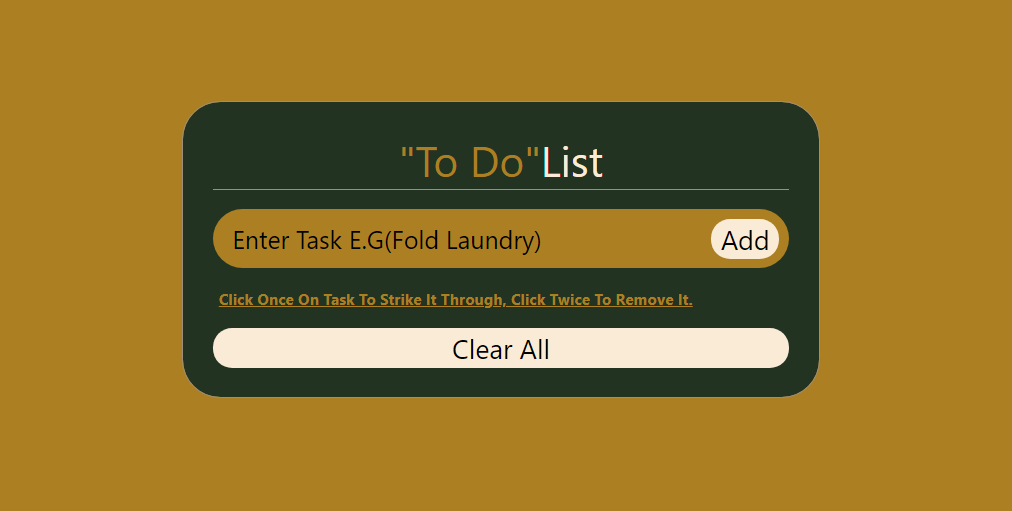 "To Do"List
Enter Task E.G(Fold Laundry)
Add
Click Once On Task To Strike It Through, Click Twice To Remove It.
Clear All